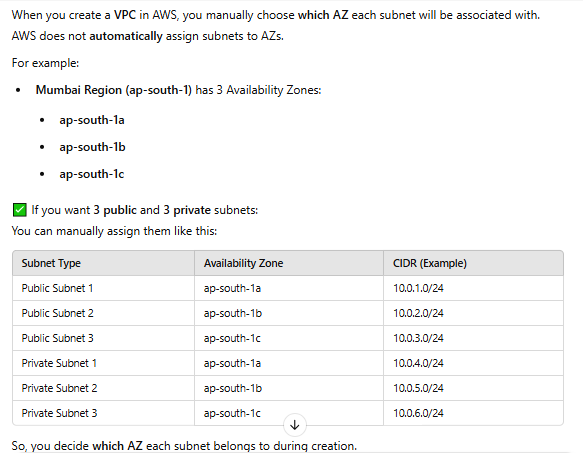 When you create a VPC in AWS, you manually choose which AZ each subnet will be associated with.
AWS does not automatically assign subnets to AZs.
For example:
• Mumbai Region (ap-south-1) has 3 Availability Zones:
• ap-south-1a
• ap-south-1b
• ap-south-1c
✅ If you want 3 public and 3 private subnets:
You can manually assign them like this:
Subnet Type Availability Zone CIDR (Example)
Public Subnet 1 ap-south-1a 10.0.1.0/24
Public Subnet 2 ap-south-1b 10.0.2.0/24
Public Subnet 3 ap-south-1c 10.0.3.0/24
Private Subnet 1 ap-south-1a 10.0.4.0/24
Private Subnet 2 ap-south-1b 10.0.5.0/24
Private Subnet 3 ap-south-1c 10.0.6.0/24
So, you decide which AZ each subnet belongs to during creation.